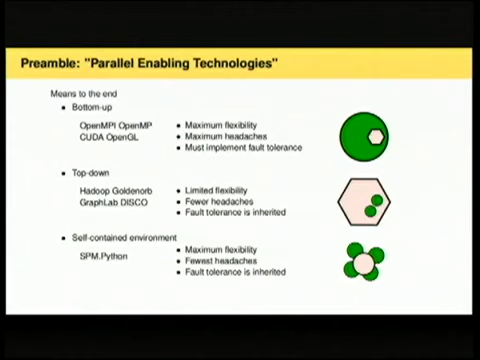 Preamble: "Parallel Enabling Technologies"
Means to the end
• Bottom-up
OpenMPI OpenMP
CUDA OpenGL
• Maximum flexibility
• Maximum headaches
• Must implement fault tolerance
• Top-down
Hadoop Goldenorb
GraphLab DISCO
• Limited flexibility
• Fewer headaches
• Fault tolerance is inherited
• Self-contained environment
SPM.Python
• Maximum flexibility
• Fewest headaches
• Fault tolerance is inherited